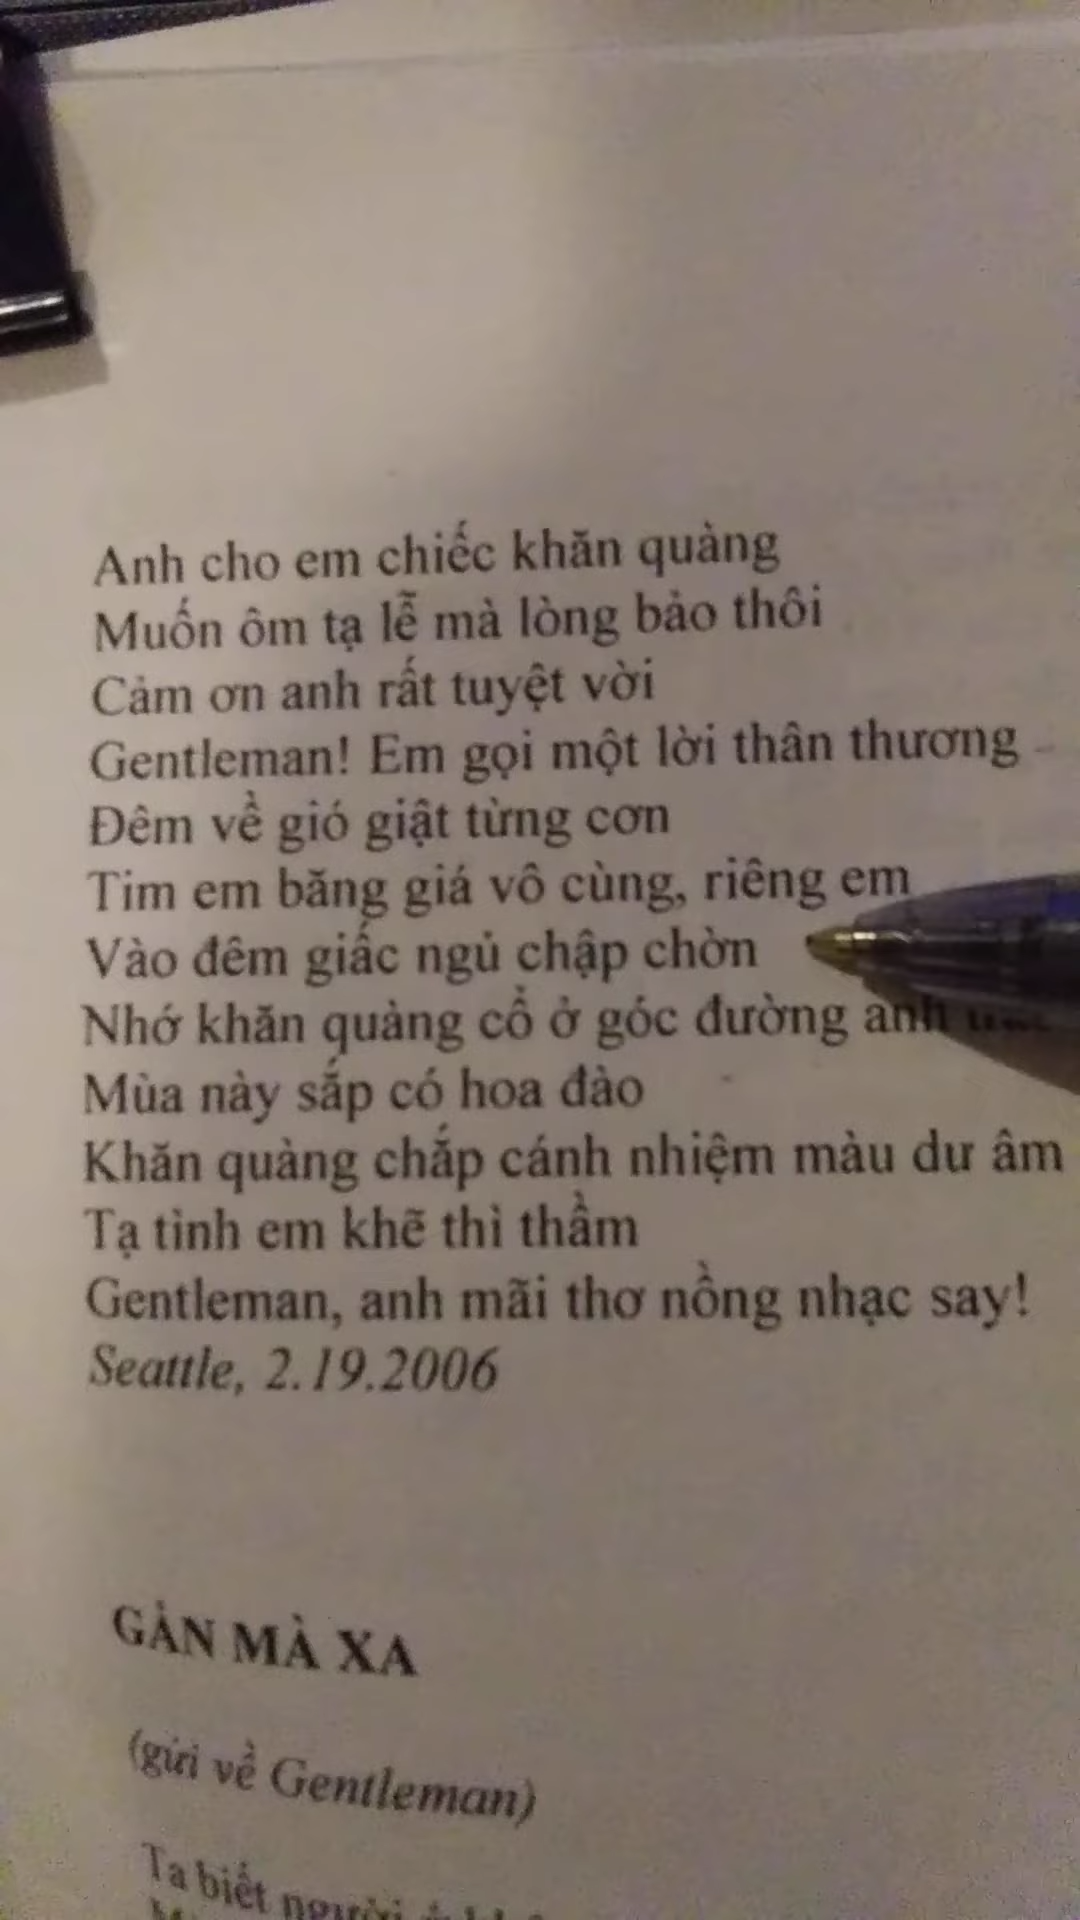 Anh cho em chiếc khăn quàng
Muốn ôm tạ lễ mà lòng bảo thôi
Cảm ơn anh rất tuyệt vời
Gentleman! Em gọi một lời thân thương
Đêm về gió giật từng cơn
Tim em băng giá vô cùng, riêng em
Vào đêm giấc ngủ chập chờn
Nhớ khăn quàng cổ ở góc đường anh
Mùa này sắp có hoa đào
Khăn quàng chắp cánh nhiệm màu dư âm
Tạ tình em khẽ thì thầm
Gentleman, anh mãi thơ nồng nhạc say!
Seattle, 2.19.2006
GẦN MÀ XA
(gửi về Gentleman)
Ta biết người